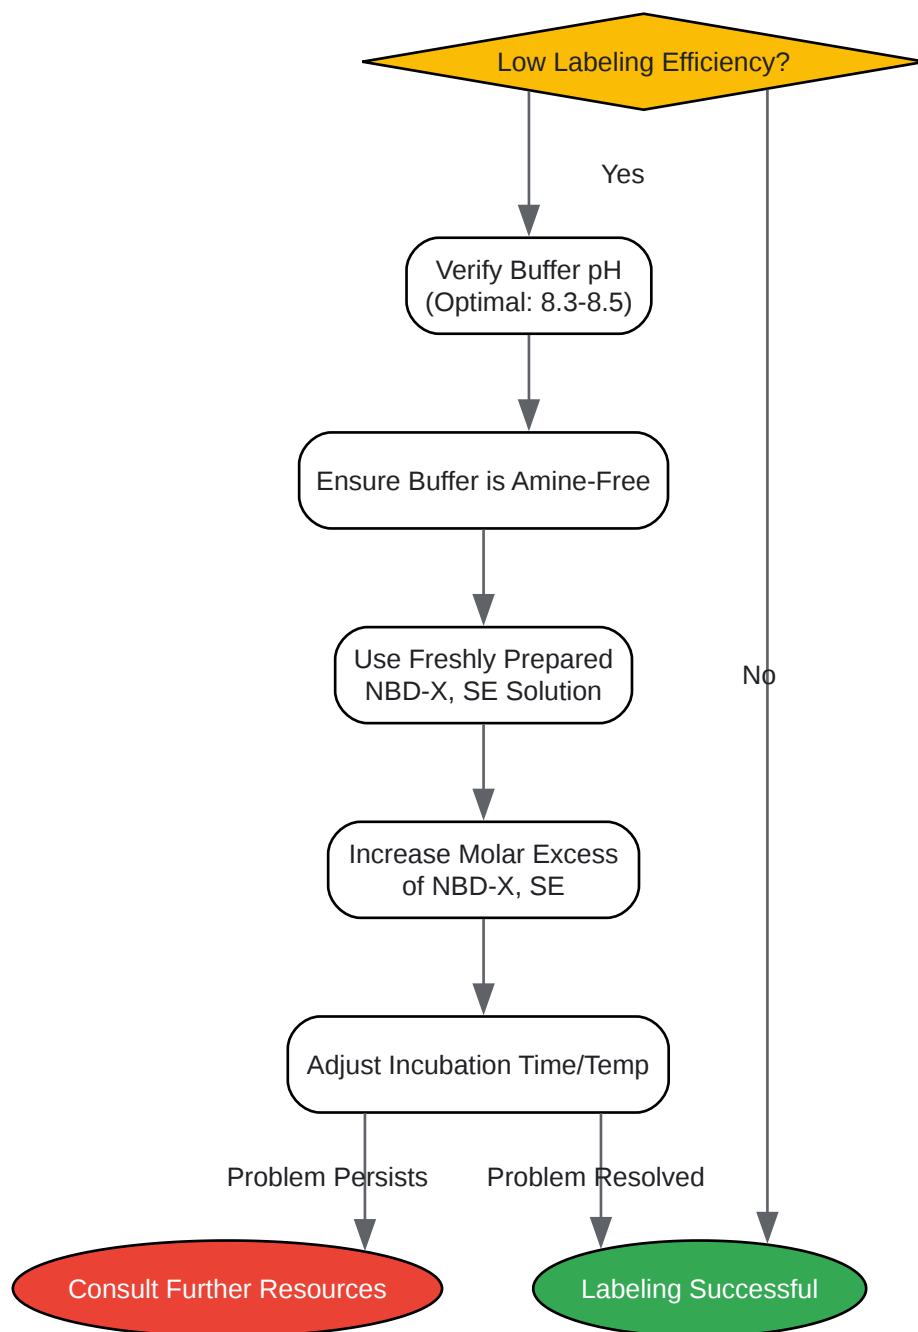 Low Labeling Efficiency?
Yes
Verify Buffer pH
(Optimal: 8.3-8.5)
Ensure Buffer is Amine-Free
Use Freshly Prepared
NBD-X, SE Solution
No
Increase Molar Excess
of NBD-X, SE
Adjust Incubation Time/Temp
Problem Persists
Problem Resolved
Consult Further Resources
Labeling Successful